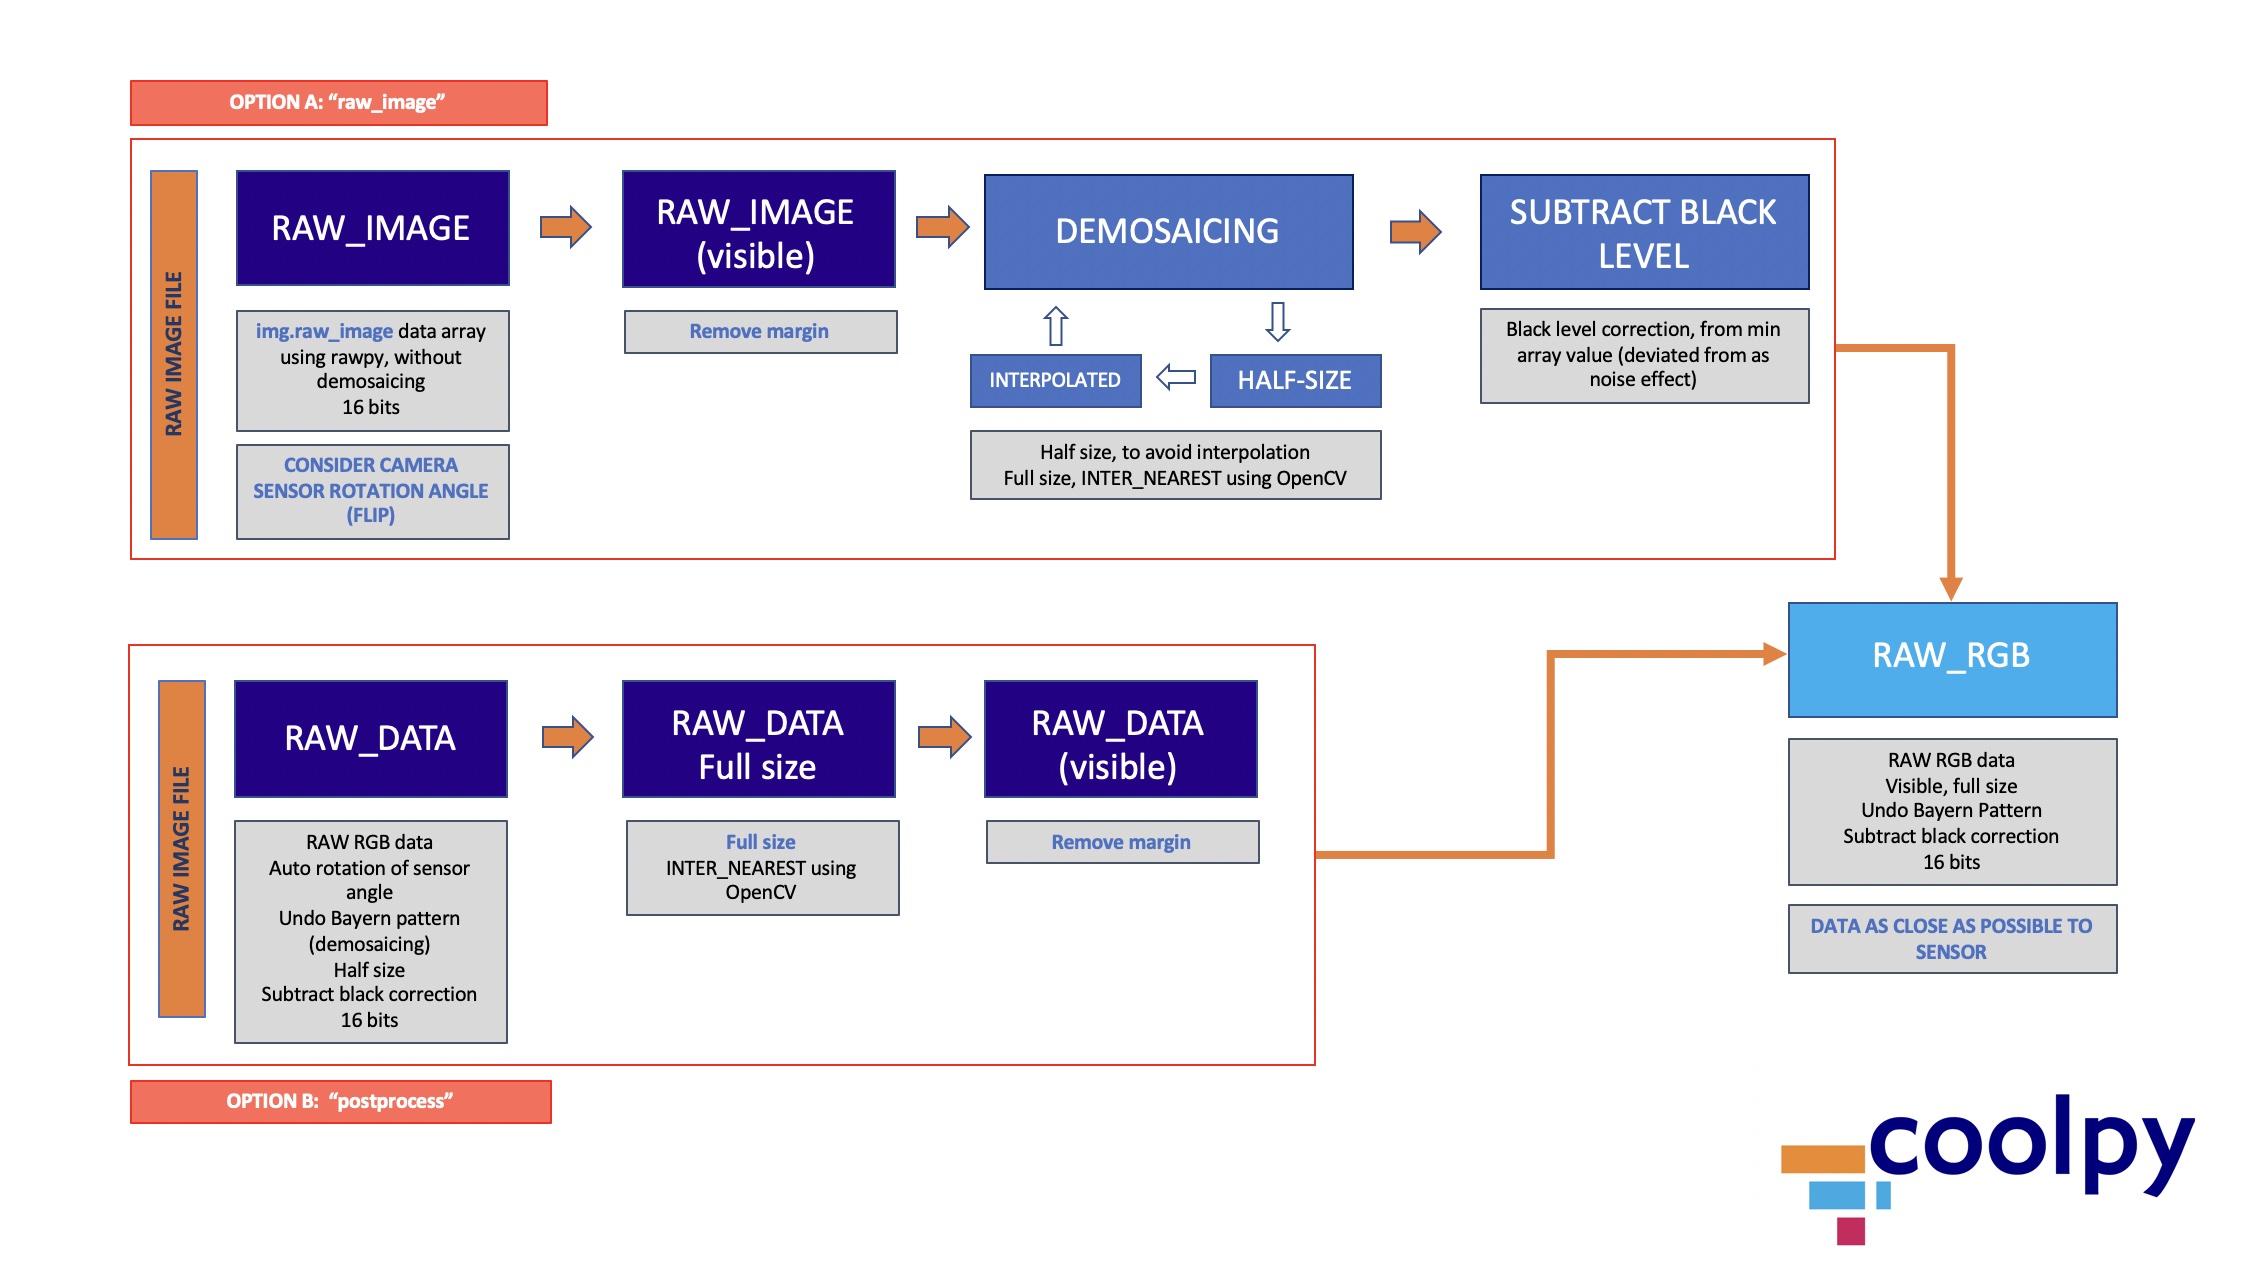 OPTION A: “raw_image”
RAW IMAGE FILE
RAW_IMAGE
img.raw_image data array
using rawpy, without
demosaicing
16 bits
CONSIDER CAMERA
SENSOR ROTATION ANGLE
(FLIP)
RAW_IMAGE
(visible)
Remove margin
DEMOSAICING
INTERPOLATED
HALF-SIZE
Half size, to avoid interpolation
Full size, INTER_NEAREST using OpenCV
SUBTRACT BLACK
LEVEL
Black level correction, from min
array value (deviated from as
noise effect)
RAW IMAGE FILE
RAW_DATA
RAW RGB data
Auto rotation of sensor
angle
Undo Bayern pattern
(demosaicing)
Half size
Subtract black correction
16 bits
RAW_DATA
Full size
Full size
INTER_NEAREST using
OpenCV
RAW_DATA
(visible)
Remove margin
OPTION B: “postprocess”
RAW_RGB
RAW RGB data
Visible, full size
Undo Bayern Pattern
Subtract black correction
16 bits
DATA AS CLOSE AS POSSIBLE TO
SENSOR
coolpy